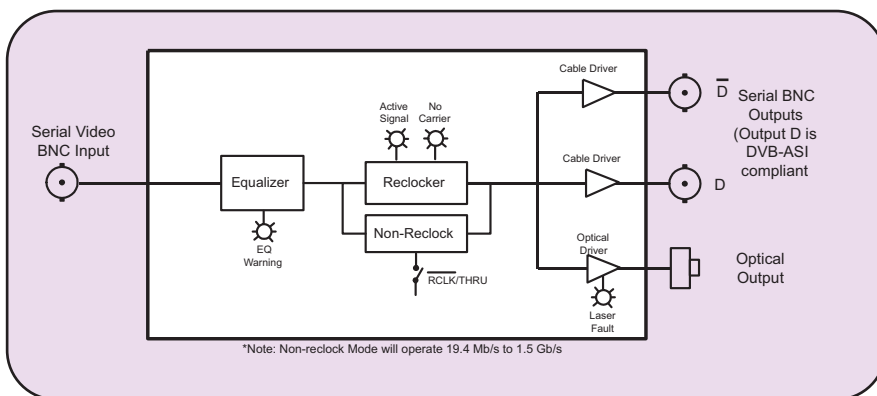 Serial Video
BNC Input
Equalizer
EQ
Warning
Active
Signal
No
Carrier
Reclocker
Non-Reclock
RCLK/THRU
Cable Driver
D
Serial BNC
Outputs
(Output D is
DVB-ASI
compliant
Cable Driver
D
Optical
Driver
Laser
Fault
Optical
Output
*Note: Non-reclock Mode will operate 19.4 Mb/s to 1.5 Gb/s